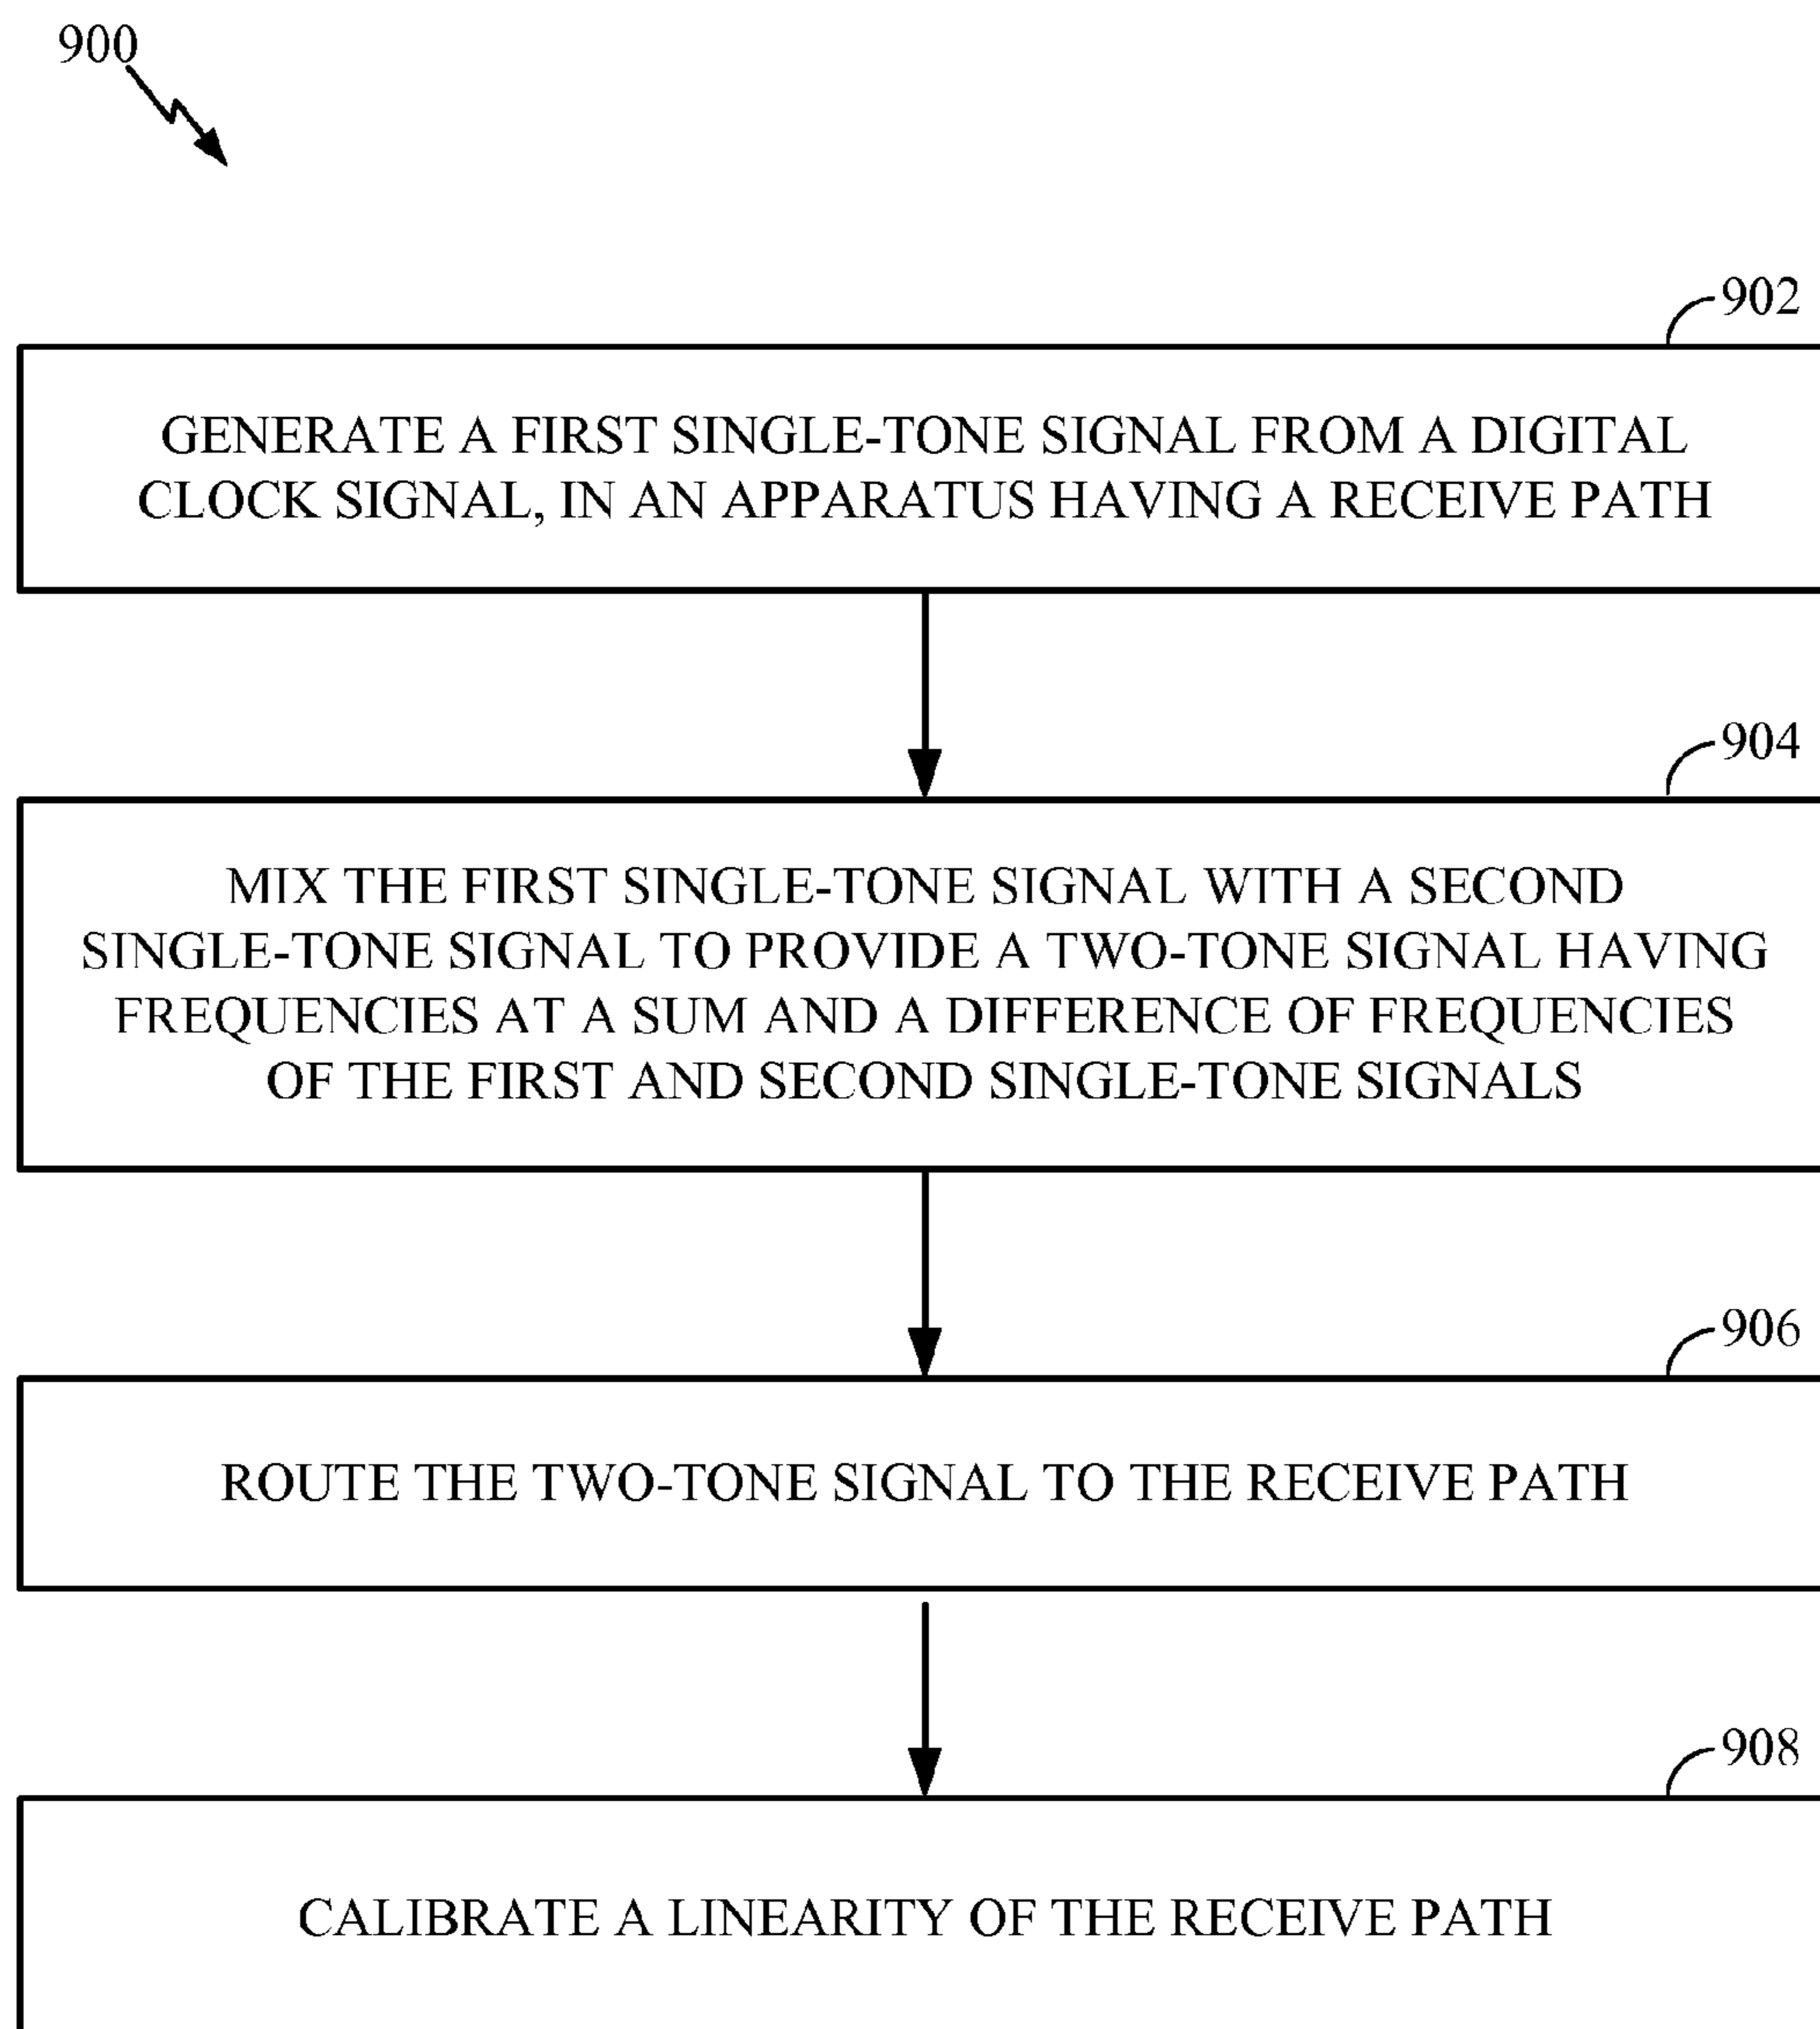 900
902
GENERATE A FIRST SINGLE-TONE SIGNAL FROM A DIGITAL
CLOCK SIGNAL, IN AN APPARATUS HAVING A RECEIVE PATH
904
MIX THE FIRST SINGLE-TONE SIGNAL WITH A SECOND
SINGLE-TONE SIGNAL TO PROVIDE A TWO-TONE SIGNAL HAVING
FREQUENCIES AT A SUM AND A DIFFERENCE OF FREQUENCIES
OF THE FIRST AND SECOND SINGLE-TONE SIGNALS
906
ROUTE THE TWO-TONE SIGNAL TO THE RECEIVE PATH
908
CALIBRATE A LINEARITY OF THE RECEIVE PATH